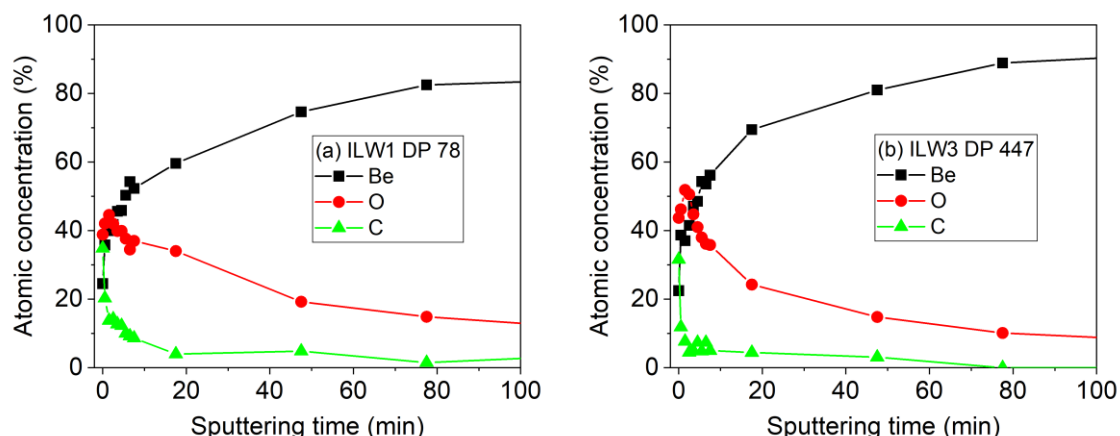 Atomic concentration (%)
100
80
60
40
20
0
(a) ILW1 DP 78
Be
O
C
0 20 40 60 80 100
Sputtering time (min)
Atomic concentration (%)
100
80
60
40
20
0
(b) ILW3 DP 447
Be
O
C
0 20 40 60 80 100
Sputtering time (min)